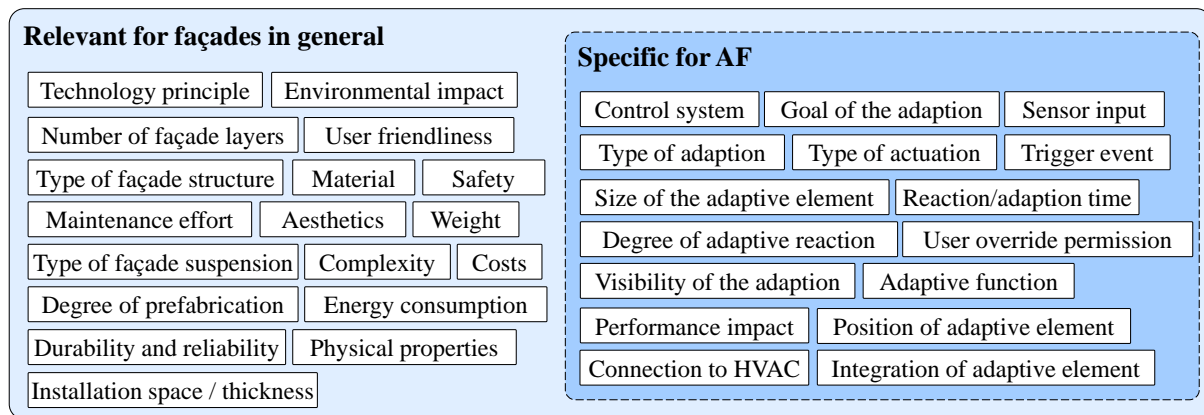 Relevant for façades in general
Technology principle Environmental impact
Number of façade layers User friendliness
Type of façade structure Material Safety
Maintenance effort Aesthetics Weight
Type of façade suspension Complexity Costs
Degree of prefabrication Energy consumption
Durability and reliability Physical properties
Installation space / thickness
Specific for AF
Control system Goal of the adaption Sensor input
Type of adaption Type of actuation Trigger event
Size of the adaptive element Reaction/adaption time
Degree of adaptive reaction User override permission
Visibility of the adaption Adaptive function
Performance impact Position of adaptive element
Connection to HVAC Integration of adaptive element